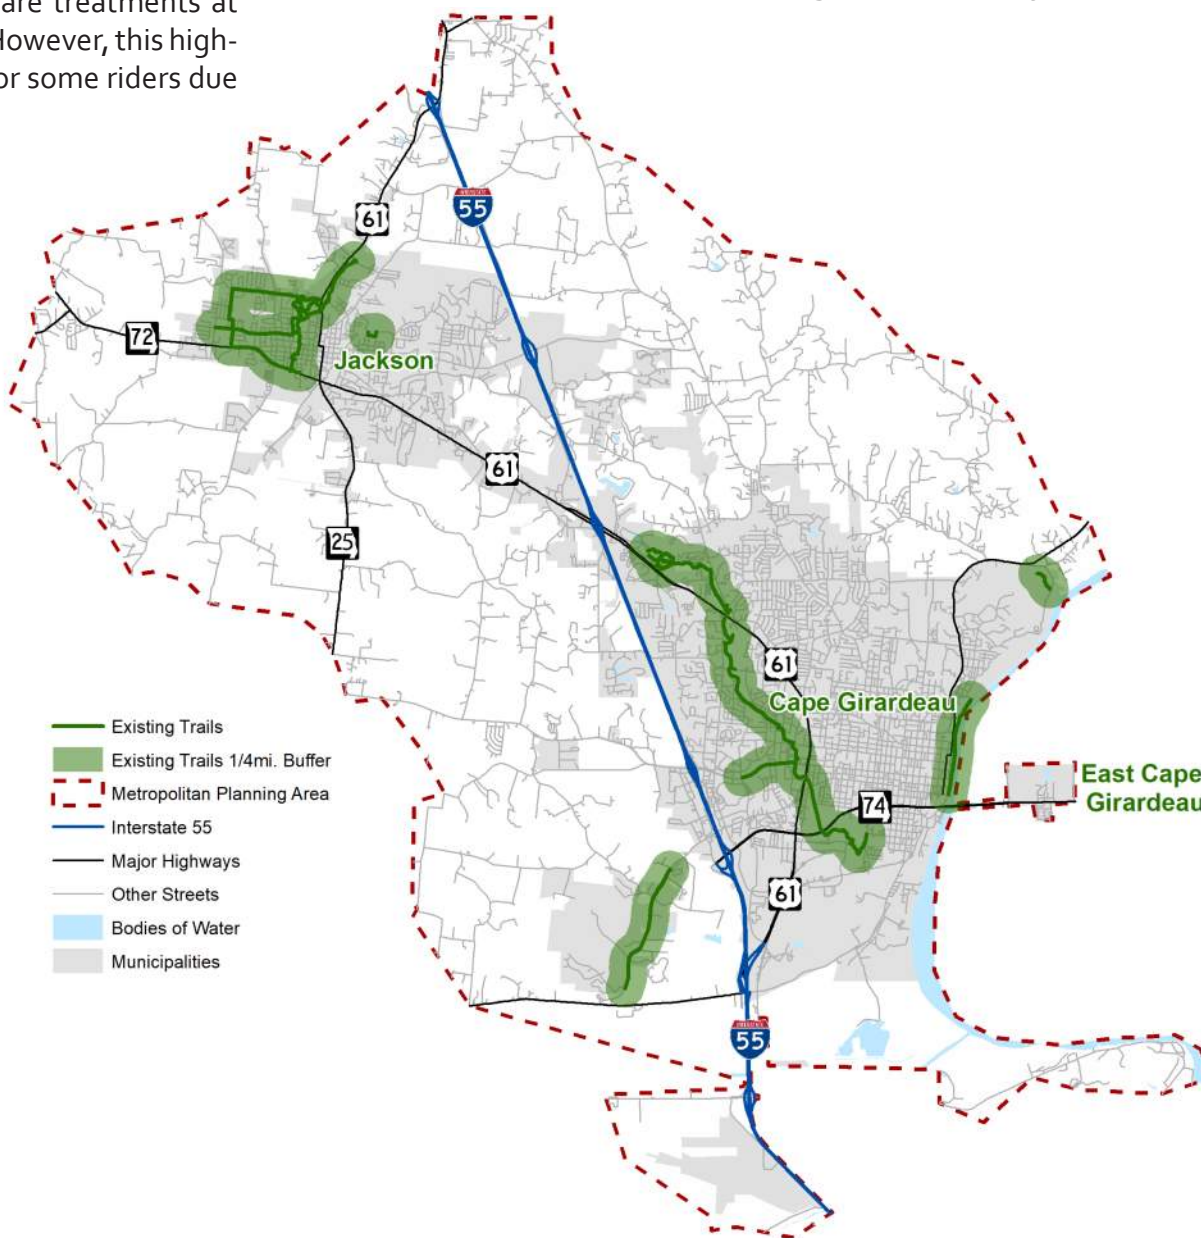 are treatments at
However, this high-
or some riders due
61
INTERSTATE
55
72
Jackson
61
25
61
Cape Girardeau
East Cape
Girardeau
74
61
55
Existing Trails
Existing Trails 1/4mi. Buffer
Metropolitan Planning Area
Interstate 55
Major Highways
Other Streets
Bodies of Water
Municipalities